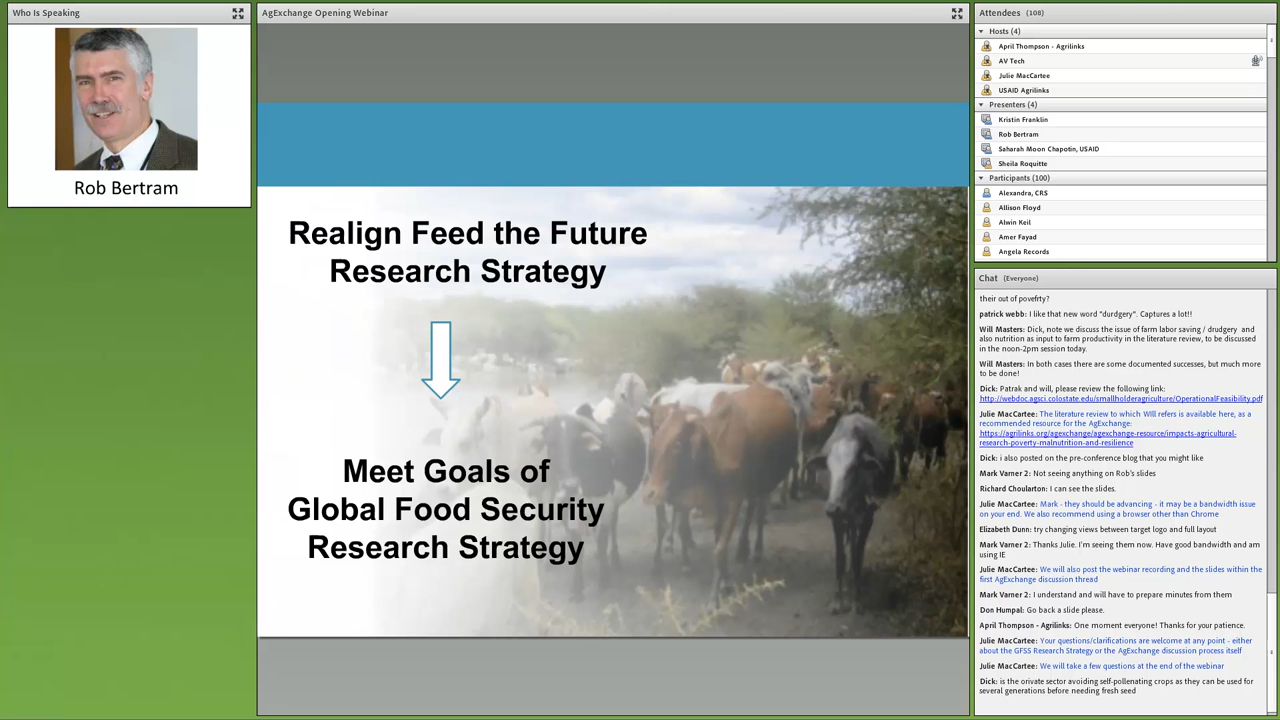 Who Is Speaking
Rob Bertram
AgExchange Opening Webinar
Realign Feed the Future
Research Strategy
Meet Goals of
Global Food Security
Research Strategy
Attendees (108)
Hosts (4)
April Thompson - Agrilinks
AV Tech
Julie MacCartee
USAID Agrilinks
Presenters (4)
Kristin Franklin
Rob Bertram
Saharah Moon Chapotin, USAID
Sheila Roquitte
Participants (100)
Alexandra, CRS
Allison Floyd
Alwin Keil
Amer Fayad
Angela Records
Chat (Everyone)
their out of povefrty?
patrick webb: I like that new word "durdgery". Captures a lot!!
Will Masters: Dick, note we discuss the issue of farm labor saving / drudgery and
also nutrition as input to farm productivity in the literature review, to be discussed
in the noon-2pm session today.
Will Masters: In both cases there are some documented successes, but much more
to be done!
Dick: Patrak and will, please review the following link:
http://webdoc.agsci.colostate.edu/smallholderagriculture/OperationalFeasibility.pdf
Julie MacCartee: The literature review to which Will refers is available here, as a
recommended resource for the AgExchange:
https://agrilinks.org/agexchange/agexchange-resource/impacts-agricultural-
research-poverty-malnutrition-and-resilience
Dick: i also posted on the pre-conference blog that you might like
Mark Varner 2: Not seeing anything on Rob's slides
Richard Choularton: I can see the slides.
Julie MacCartee: Mark - they should be advancing - it may be a bandwidth issue
on your end. We also recommend using a browser other than Chrome
Elizabeth Dunn: try changing views between target logo and full layout
Mark Varner 2: Thanks Julie. I'm seeing them now. Have good bandwidth and am
using IE
Julie MacCartee: We will also post the webinar recording and the slides within the
first AgExchange discussion thread
Mark Varner 2: I understand and will have to prepare minutes from them
Don Humpal: Go back a slide please.
April Thompson - Agrilinks: One moment everyone! Thanks for your patience.
Julie MacCartee: Your questions/clarifications are welcome at any point - either
about the GFSS Research Strategy or the AgExchange discussion process itself
Julie MacCartee: We will take a few questions at the end of the webinar
Dick: is the orivate sector avoiding self-pollenating crops as they can be used for
several generations before needing fresh seed